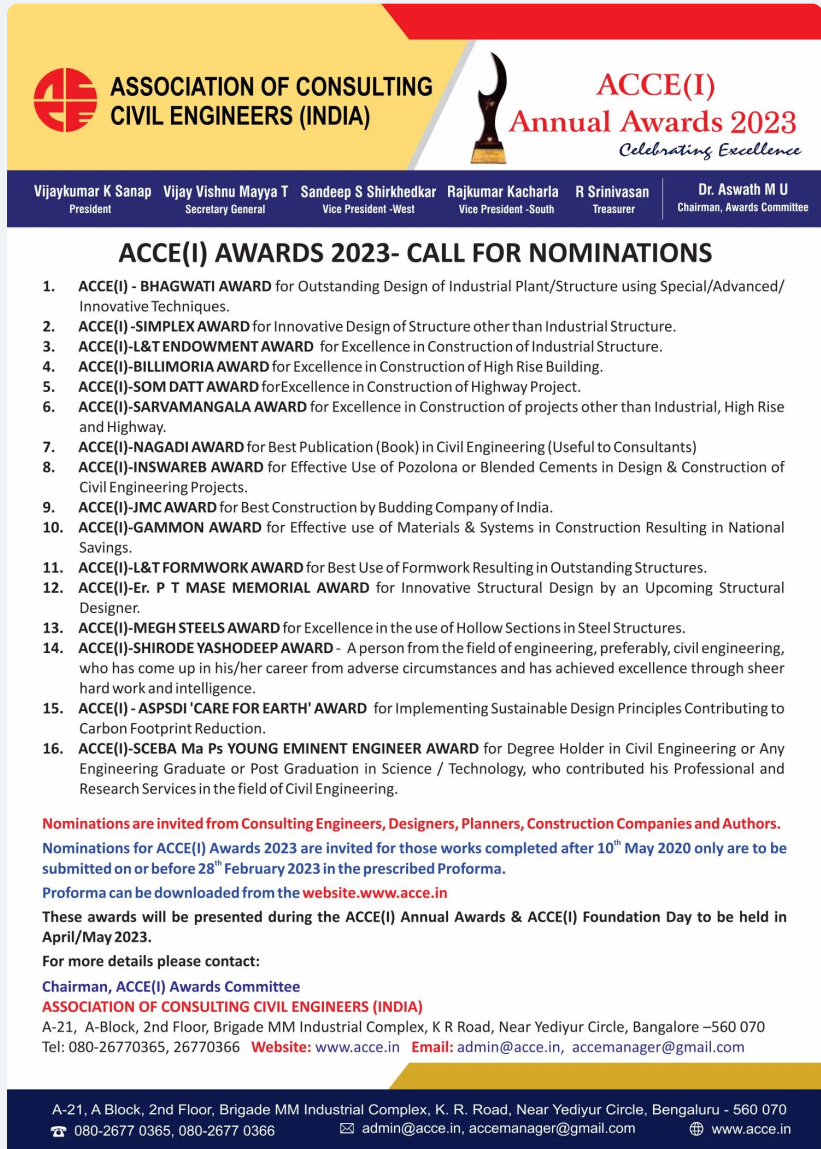 ASSOCIATION OF CONSULTING
CIVIL ENGINEERS (INDIA)
ACCE(I)
Annual Awards 2023
Celebrating Excellence
Vijaykumar K Sanap
President
Vijay Vishnu Mayya T
Secretary General
Sandeep S Shirkhedkar
Vice President -West
Rajkumar Kacharla
Vice President -South
R Srinivasan
Treasurer
Dr. Aswath M U
Chairman, Awards Committee
ACCE(I) AWARDS 2023- CALL FOR NOMINATIONS
1. ACCE(I) - BHAGWATI AWARD for Outstanding Design of Industrial Plant/Structure using Special/Advanced/
Innovative Techniques.
2. ACCE(I) -SIMPLEX AWARD for Innovative Design of Structure other than Industrial Structure.
3. ACCE(I)-L&T ENDOWMENT AWARD for Excellence in Construction of Industrial Structure.
4. ACCE(I)-BILLIMORIA AWARD for Excellence in Construction of High Rise Building.
5. ACCE(I)-SOM DATT AWARD forExcellence in Construction of Highway Project.
6. ACCE(I)-SARVAMANGALA AWARD for Excellence in Construction of projects other than Industrial, High Rise
and Highway.
7. ACCE(I)-NAGADI AWARD for Best Publication (Book) in Civil Engineering (Useful to Consultants)
8. ACCE(I)-INSWAREB AWARD for Effective Use of Pozolona or Blended Cements in Design & Construction of
Civil Engineering Projects.
9. ACCE(I)-JMC AWARD for Best Construction by Budding Company of India.
10. ACCE(I)-GAMMON AWARD for Effective use of Materials & Systems in Construction Resulting in National
Savings.
11. ACCE(I)-L&T FORMWORK AWARD for Best Use of Formwork Resulting in Outstanding Structures.
12. ACCE(I)-Er. P T MASE MEMORIAL AWARD for Innovative Structural Design by an Upcoming Structural
Designer.
13. ACCE(I)-MEGH STEELS AWARD for Excellence in the use of Hollow Sections in Steel Structures.
14. ACCE(I)-SHIRODE YASHODEEP AWARD - A person from the field of engineering, preferably, civil engineering,
who has come up in his/her career from adverse circumstances and has achieved excellence through sheer
hard work and intelligence.
15. ACCE(I) - ASPSDI 'CARE FOR EARTH' AWARD for Implementing Sustainable Design Principles Contributing to
Carbon Footprint Reduction.
16. ACCE(I)-SCEBA Ma Ps YOUNG EMINENT ENGINEER AWARD for Degree Holder in Civil Engineering or Any
Engineering Graduate or Post Graduation in Science / Technology, who contributed his Professional and
Research Services in the field of Civil Engineering.
Nominations are invited from Consulting Engineers, Designers, Planners, Construction Companies and Authors.
Nominations for ACCE(I) Awards 2023 are invited for those works completed after 10th May 2020 only are to be
submitted on or before 28th February 2023 in the prescribed Proforma.
Proforma can be downloaded from the website.www.acce.in
These awards will be presented during the ACCE(I) Annual Awards & ACCE(I) Foundation Day to be held in
April/May 2023.
For more details please contact:
Chairman, ACCE(I) Awards Committee
ASSOCIATION OF CONSULTING CIVIL ENGINEERS (INDIA)
A-21, A-Block, 2nd Floor, Brigade MM Industrial Complex, K R Road, Near Yediyur Circle, Bangalore –560 070
Tel: 080-26770365, 26770366 Website: www.acce.in Email: admin@acce.in, accemanager@gmail.com
A-21, A Block, 2nd Floor, Brigade MM Industrial Complex, K. R. Road, Near Yediyur Circle, Bengaluru - 560 070
080-2677 0365, 080-2677 0366 admin@acce.in, accemanager@gmail.com www.acce.in